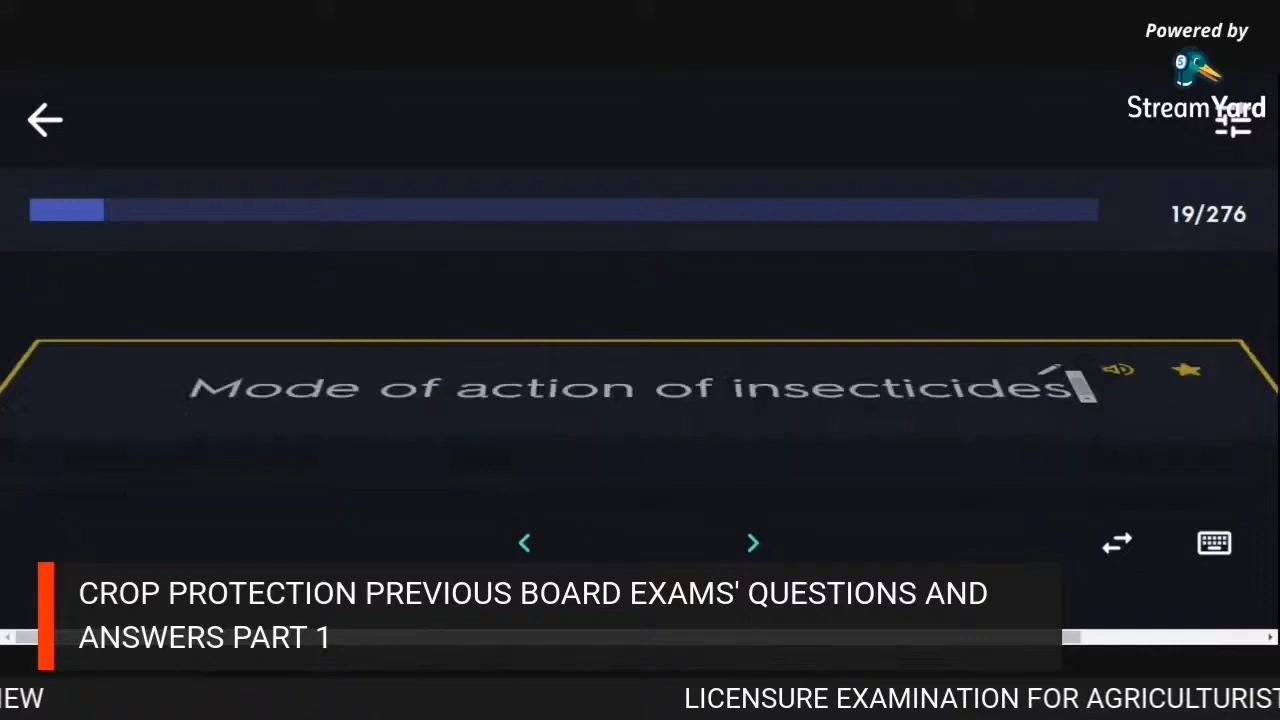 Powered by
StreamYard
19/276
Mode of action of insecticides
CROP PROTECTION PREVIOUS BOARD EXAMS' QUESTIONS AND
ANSWERS PART 1
IEW LICENSURE EXAMINATION FOR AGRICULTURIST